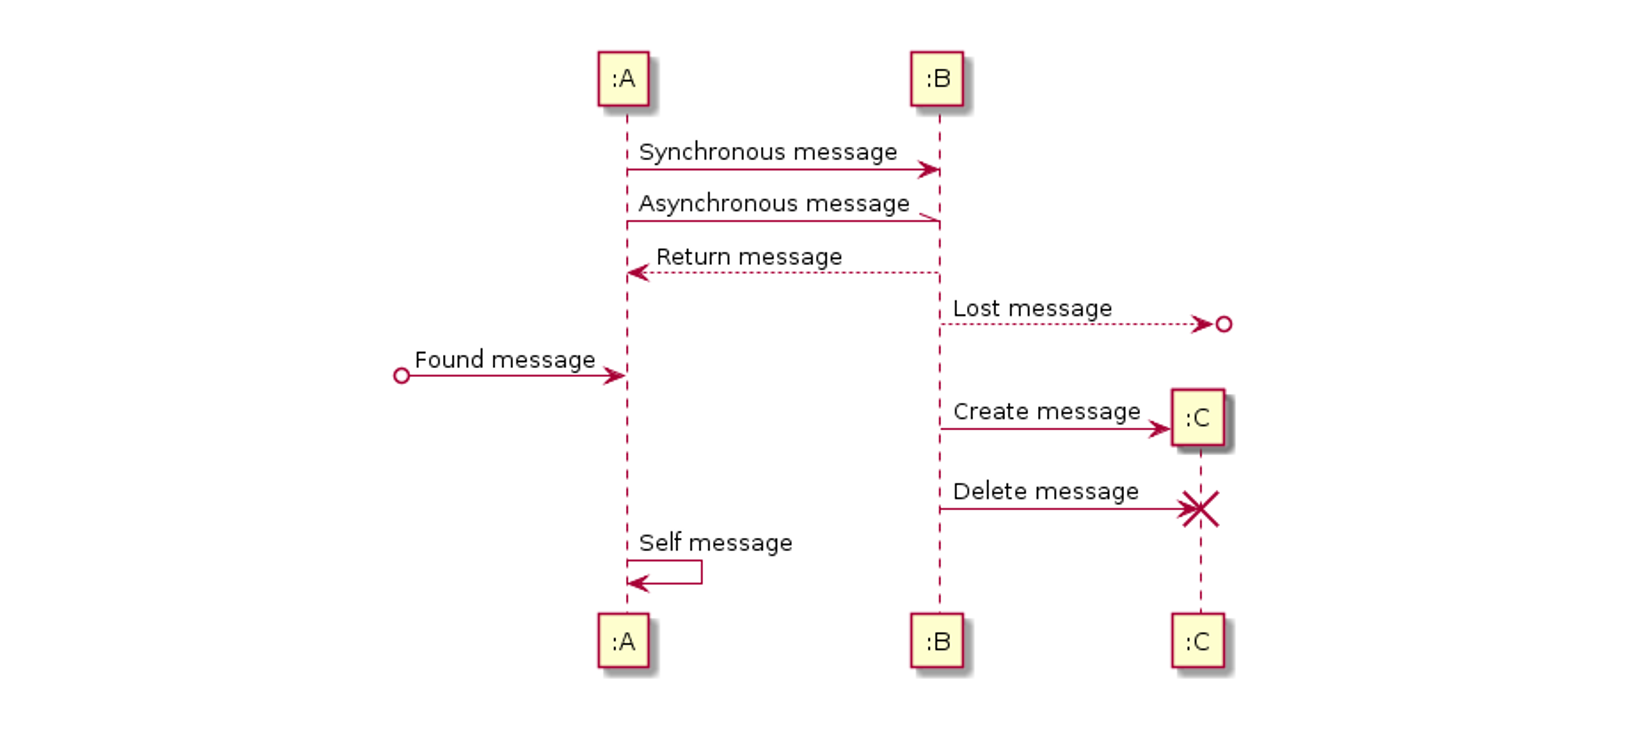 :A
:B
Synchronous message
Asynchronous message
Return message
Lost message
Found message
Create message
:C
Delete message
Self message
:A
:B
:C